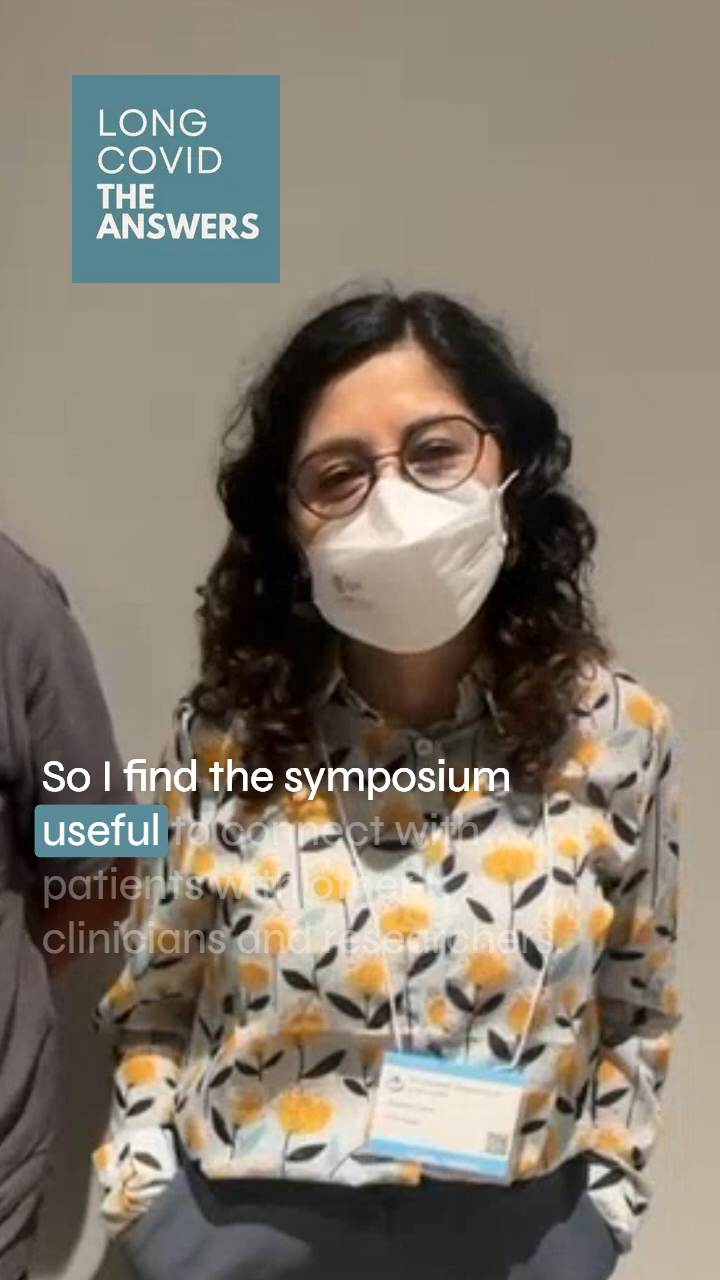 LONG
COVID
THE
ANSWERS
So I find the symposium
useful to connect with
patients with other
clinicians and researchers